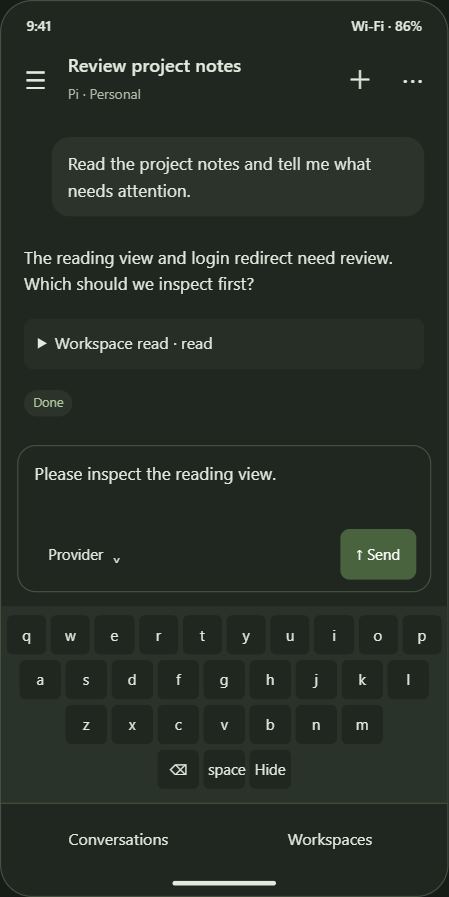 9:41 Wi-Fi · 86%
Review project notes
Pi · Personal
Read the project notes and tell me what
needs attention.
The reading view and login redirect need review.
Which should we inspect first?
▶ Workspace read · read
Done
Please inspect the reading view.
Provider ⌄ ↑ Send
q w e r t y u i o p
a s d f g h j k l
z x c v b n m
⌫ space Hide
Conversations Workspaces